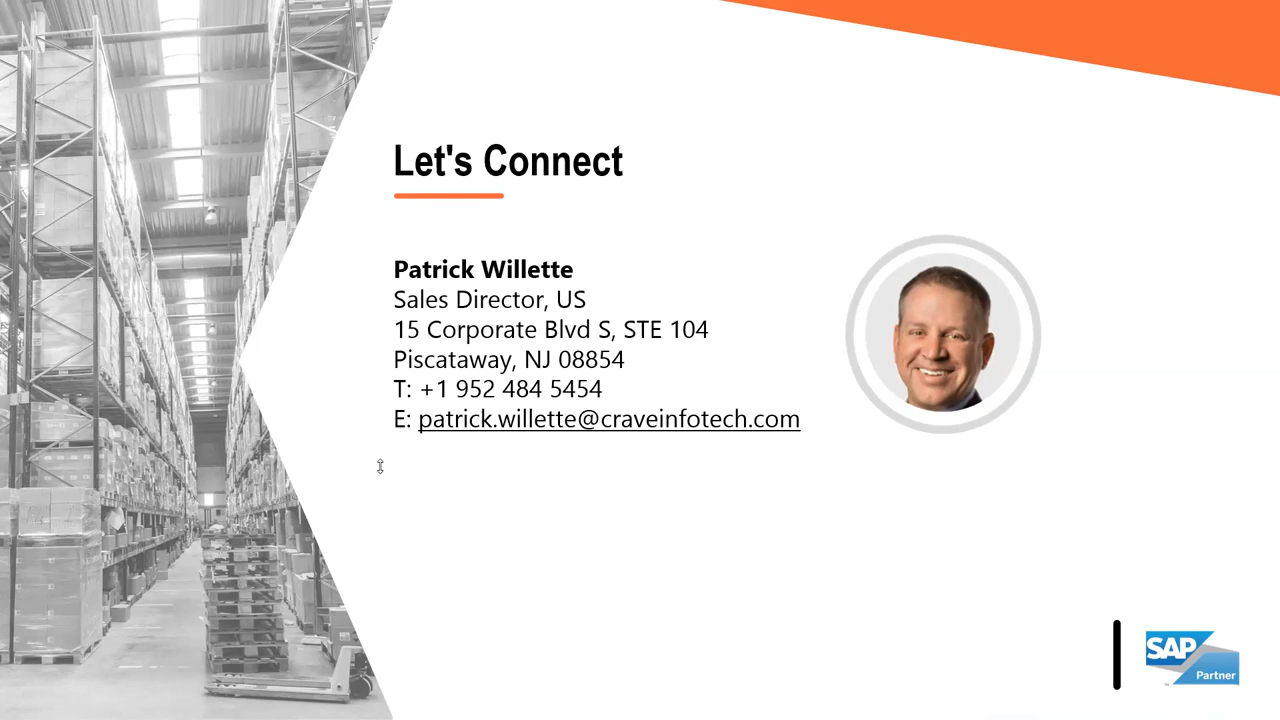 Let's Connect
Patrick Willette
Sales Director, US
15 Corporate Blvd S, STE 104
Piscataway, NJ 08854
T: +1 952 484 5454
E: patrick.willette@craveinfotech.com
SAP
Partner